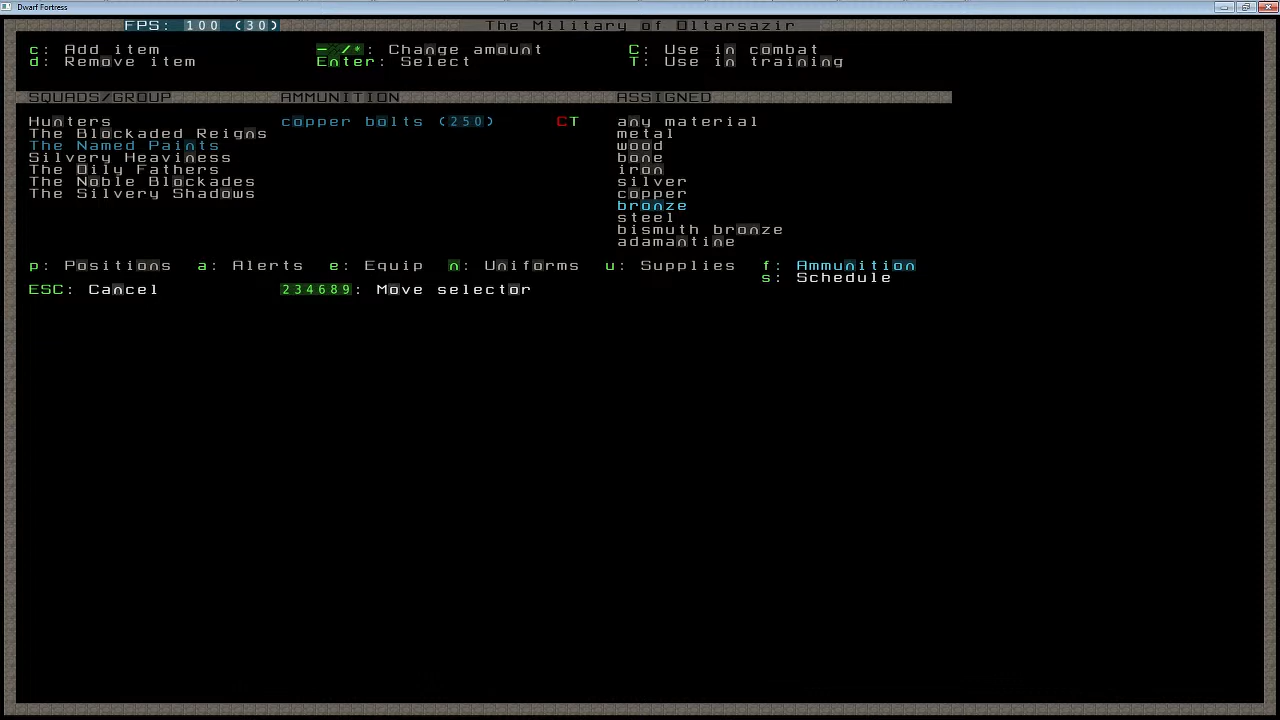 Dwarf Fortress
FPS: 100 (30) The Military of Oltarsazir
c: Add item -/*: Change amount C: Use in combat
d: Remove item Enter: Select T: Use in training
SQUADS/GROUP AMMUNITION ASSIGNED
Hunters copper bolts (250) CT any material
The Blockaded Reigns metal
The Named Paints wood
Silvery Heaviness bone
The Oily Fathers iron
The Noble Blockades silver
The Silvery Shadows copper
bronze
steel
bismuth bronze
adamantine
p: Positions a: Alerts e: Equip n: Uniforms u: Supplies f: Ammunition
s: Schedule
ESC: Cancel 234689: Move selector